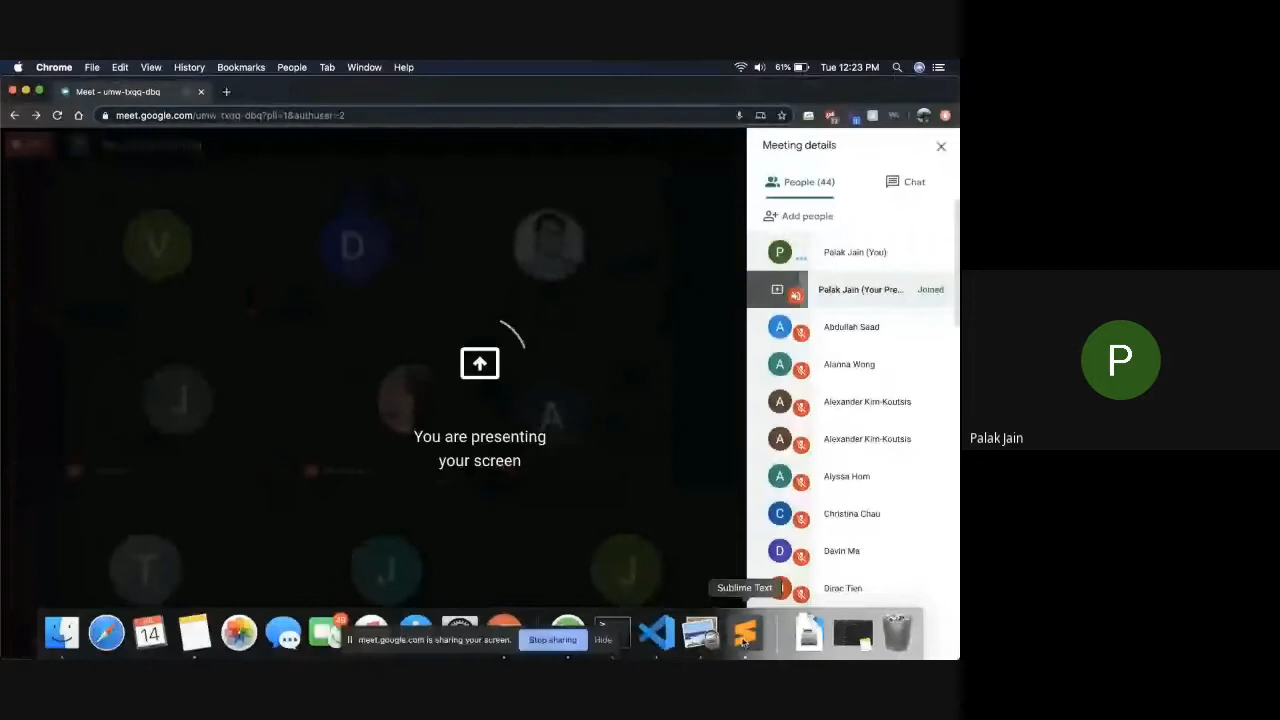 Chrome File Edit View History Bookmarks People Tab Window Help
61% Tue 12:23 PM
Meet - umw-txqq-dbq
meet.google.com/umw-txqq-dbq?pli=1&authuser=2
Meeting details
People (44) Chat
Add people
P Palak Jain (You)
Palak Jain (Your Pre... Joined
A Abdullah Saad
A Alanna Wong
A Alexander Kim-Koutsis
A Alexander Kim-Koutsis
A Alyssa Hom
C Christina Chau
D Davin Ma
Dirac Tien
V D
J A
T J J
You are presenting
your screen
Sublime Text
14
meet.google.com is sharing your screen. Stop sharing Hide
P
Palak Jain